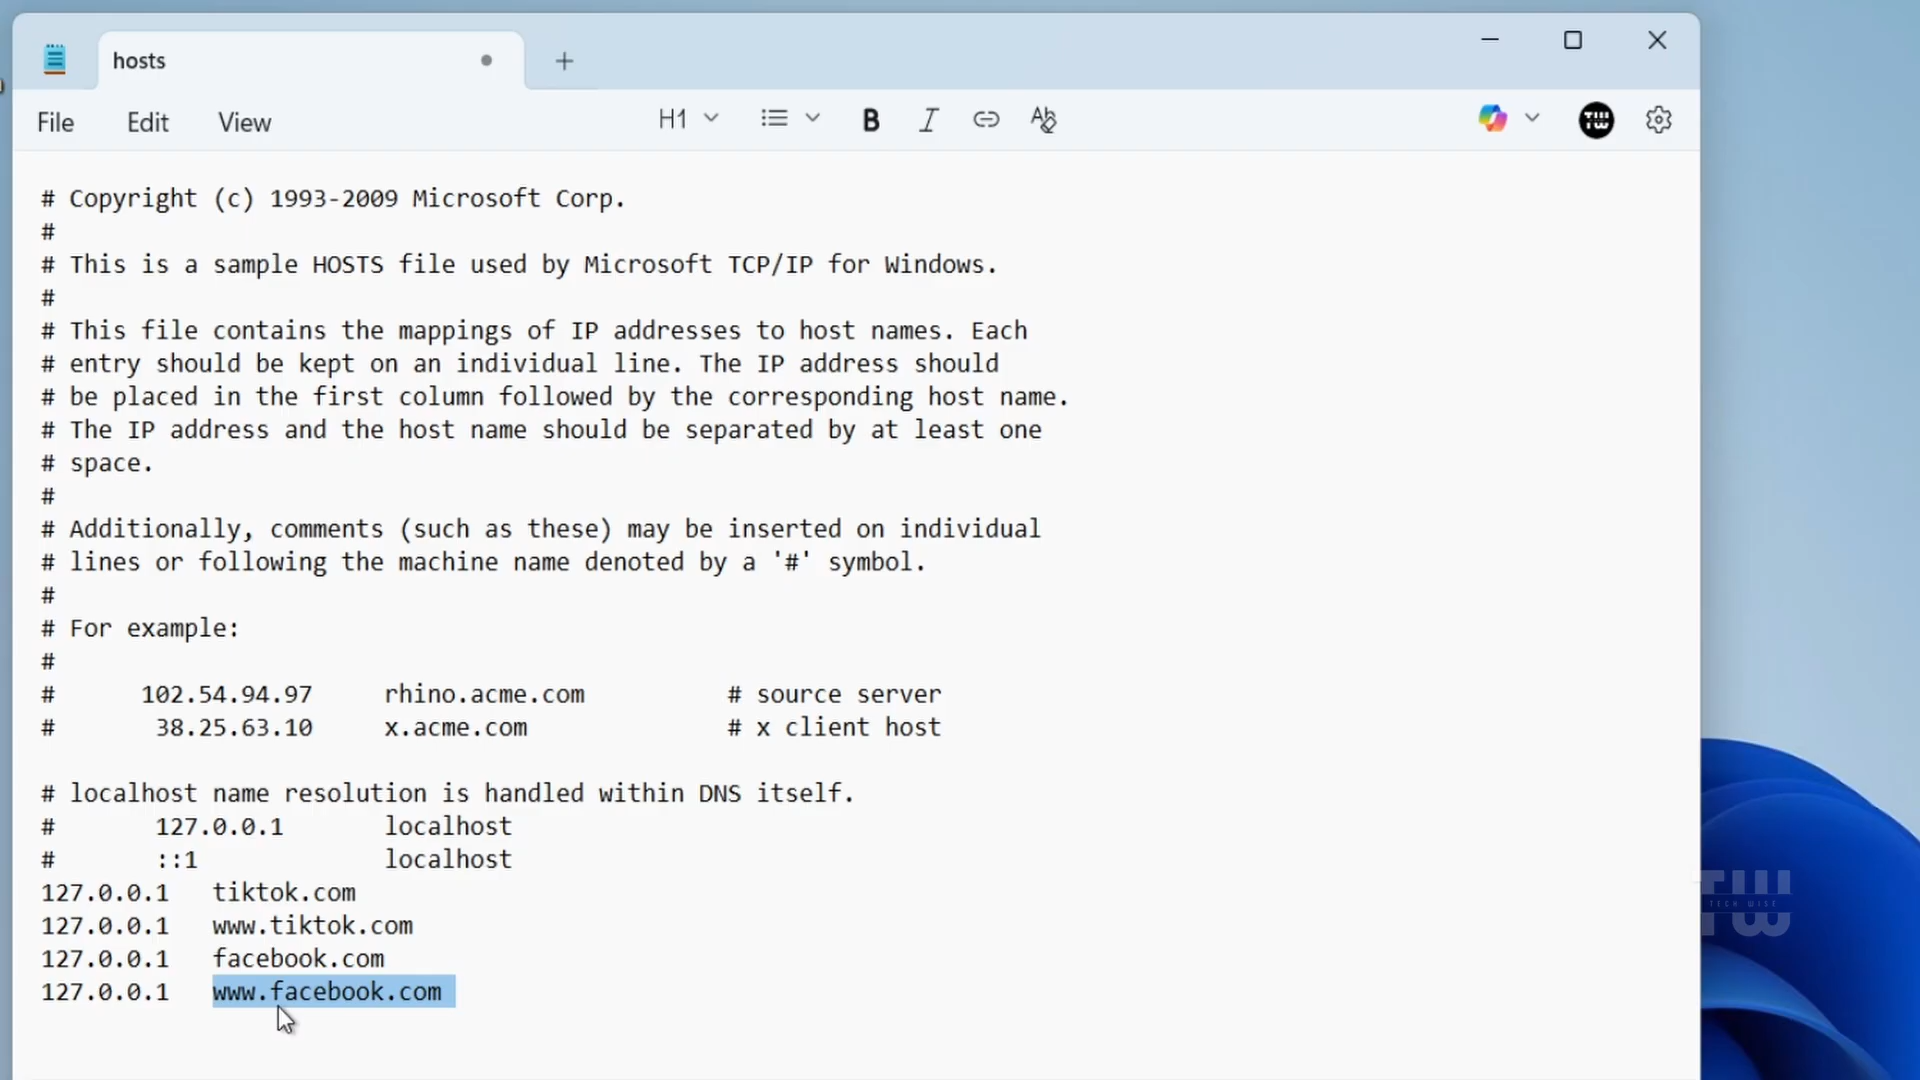 hosts
File Edit View H1 B I
# Copyright (c) 1993-2009 Microsoft Corp.
#
# This is a sample HOSTS file used by Microsoft TCP/IP for Windows.
#
# This file contains the mappings of IP addresses to host names. Each
# entry should be kept on an individual line. The IP address should
# be placed in the first column followed by the corresponding host name.
# The IP address and the host name should be separated by at least one
# space.
#
# Additionally, comments (such as these) may be inserted on individual
# lines or following the machine name denoted by a '#' symbol.
#
# For example:
#
#      102.54.94.97     rhino.acme.com          # source server
#       38.25.63.10     x.acme.com              # x client host
# localhost name resolution is handled within DNS itself.
#       127.0.0.1       localhost
#       ::1             localhost
127.0.0.1   tiktok.com
127.0.0.1   www.tiktok.com
127.0.0.1   facebook.com
127.0.0.1   www.facebook.com
TW
TECH WISE